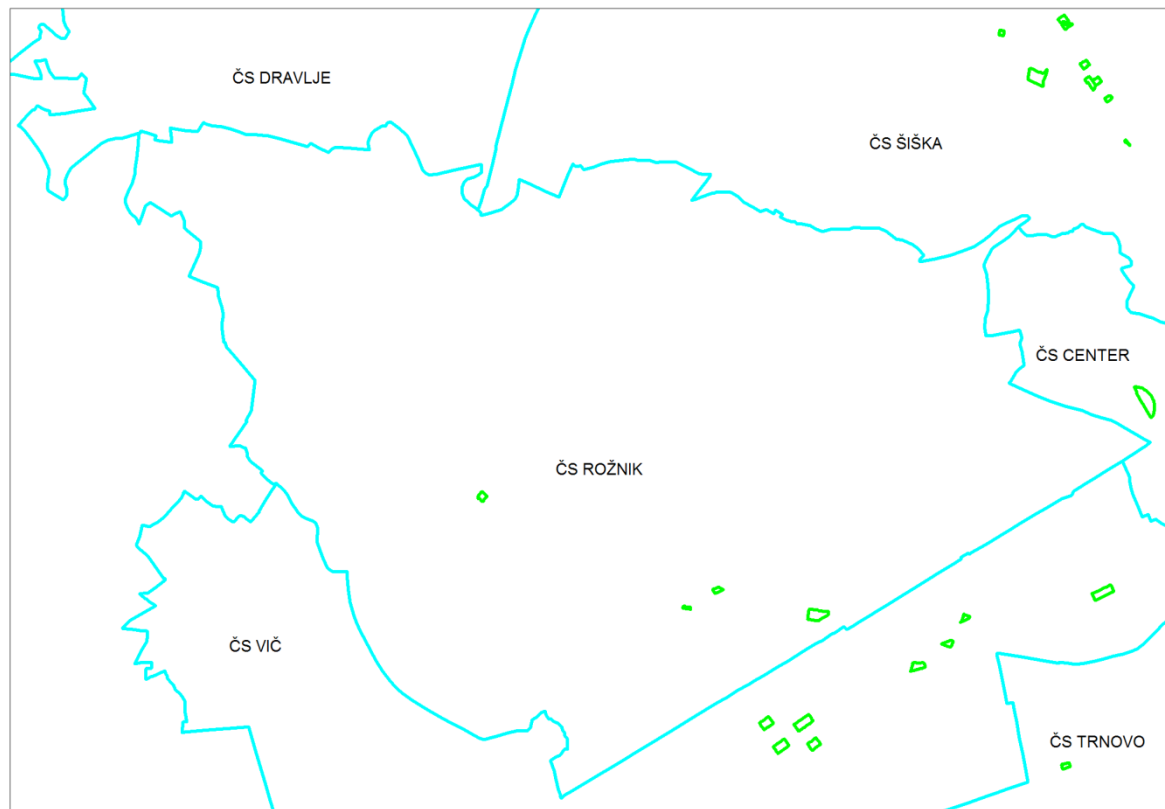 ČS DRAVLJE
ČS ŠIŠKA
ČS CENTER
ČS ROŽNIK
ČS VIČ
ČS TRNOVO